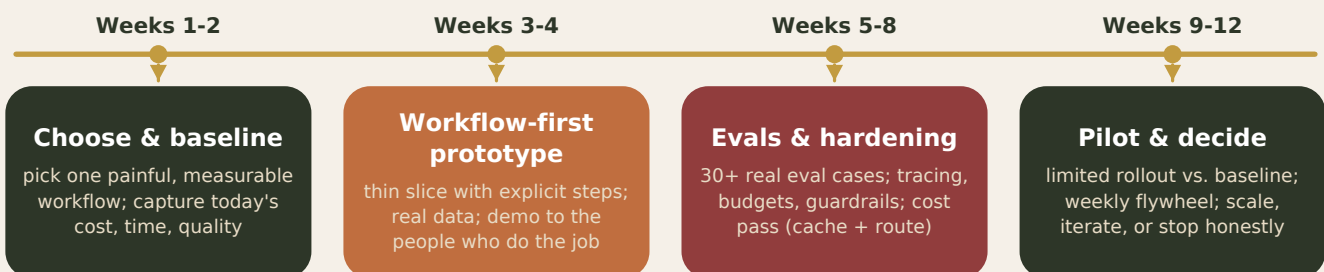 Weeks 1-2
Choose & baseline
pick one painful, measurable
workflow; capture today's
cost, time, quality
Weeks 3-4
Workflow-first
prototype
thin slice with explicit steps;
real data; demo to the
people who do the job
Weeks 5-8
Evals & hardening
30+ real eval cases; tracing,
budgets, guardrails; cost
pass (cache + route)
Weeks 9-12
Pilot & decide
limited rollout vs. baseline;
weekly flywheel; scale,
iterate, or stop honestly